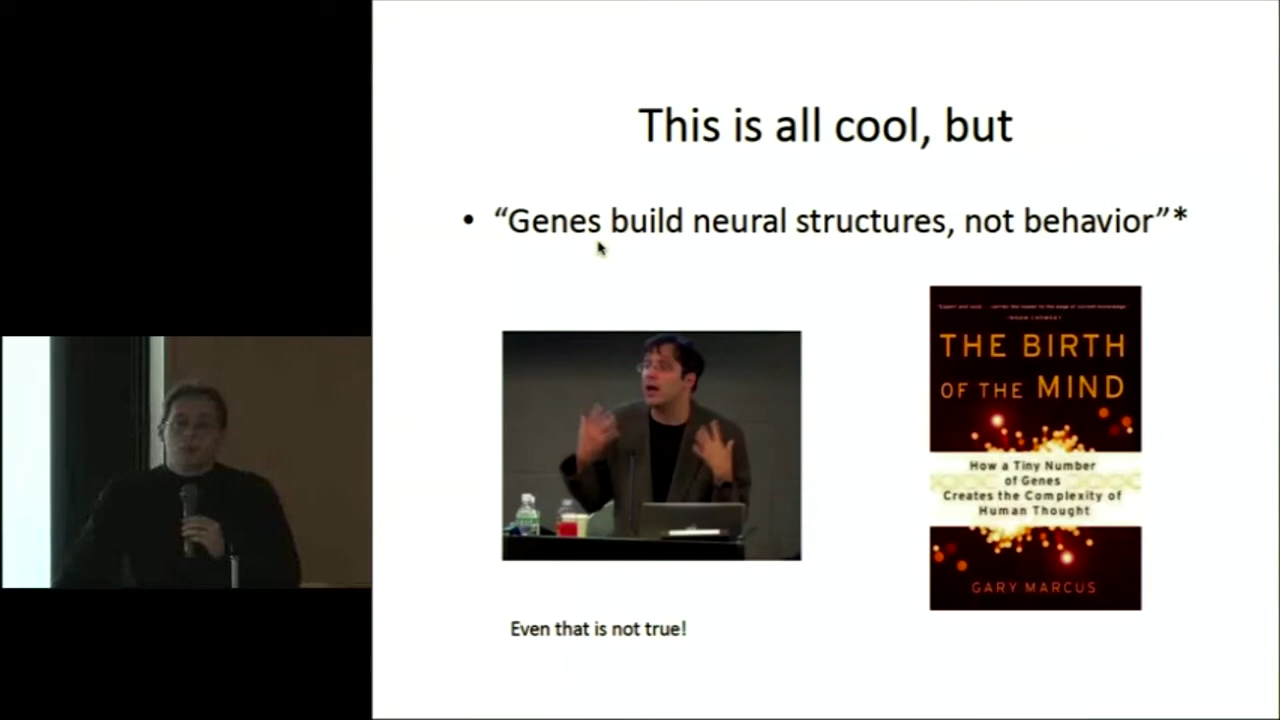 This is all cool, but
• “Genes build neural structures, not behavior”*
THE BIRTH
OF THE MIND
How a Tiny Number
of Genes
Creates the Complexity of
Human Thought
GARY MARCUS
Even that is not true!